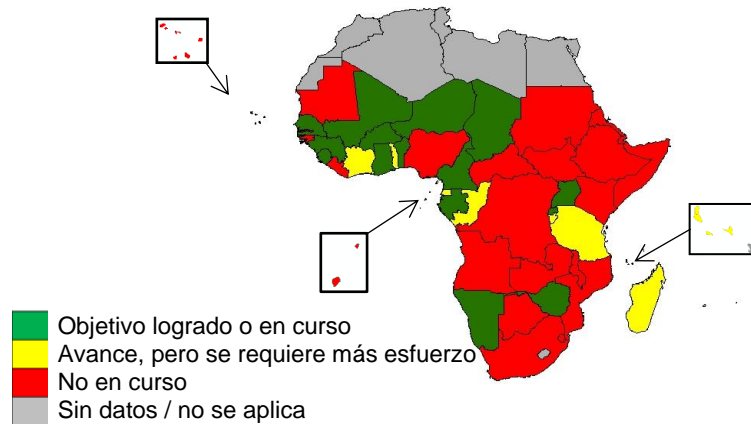 Objetivo logrado o en curso
Avance, pero se requiere más esfuerzo
No en curso
Sin datos / no se aplica